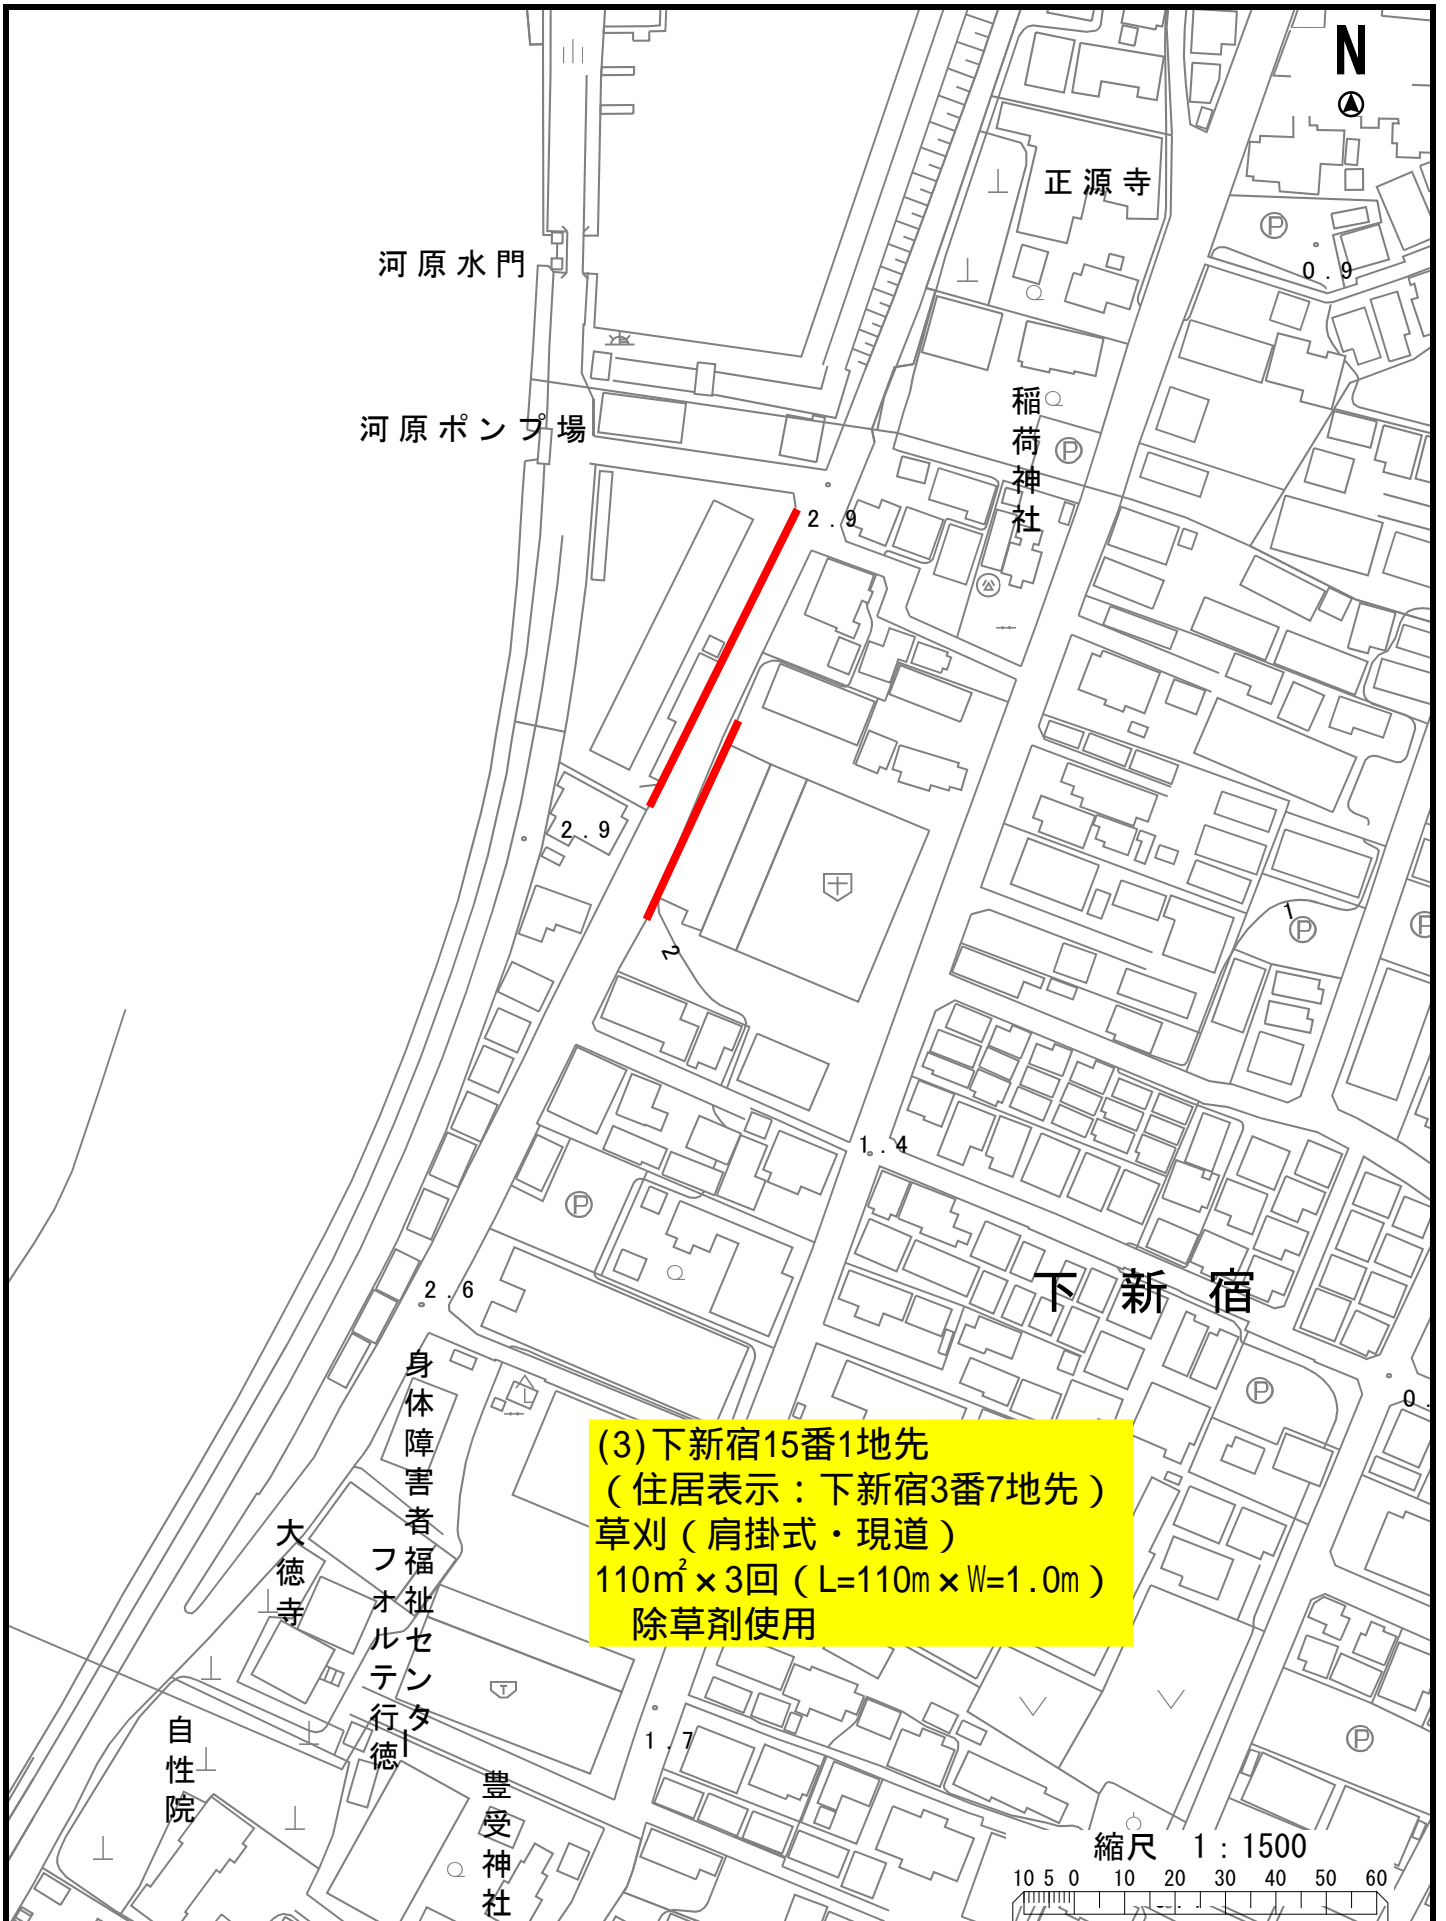 N
正源寺
河原水門
0.9
稲荷神社
河原ポンプ場
P
P
2.9
2.9
P
1
P
2
1.4
P
下新宿
2.6
P
0.
身体障害者福祉センター
フォルテ行徳
(3)下新宿15番1地先
（住居表示：下新宿3番7地先）
草刈（肩掛式・現道）
110㎡×3回（L=110m×W=1.0m）
除草剤使用
大徳寺
自性院
1.7
P
豊受神社
縮尺 1:1500
10 5 0 10 20 30 40 50 60